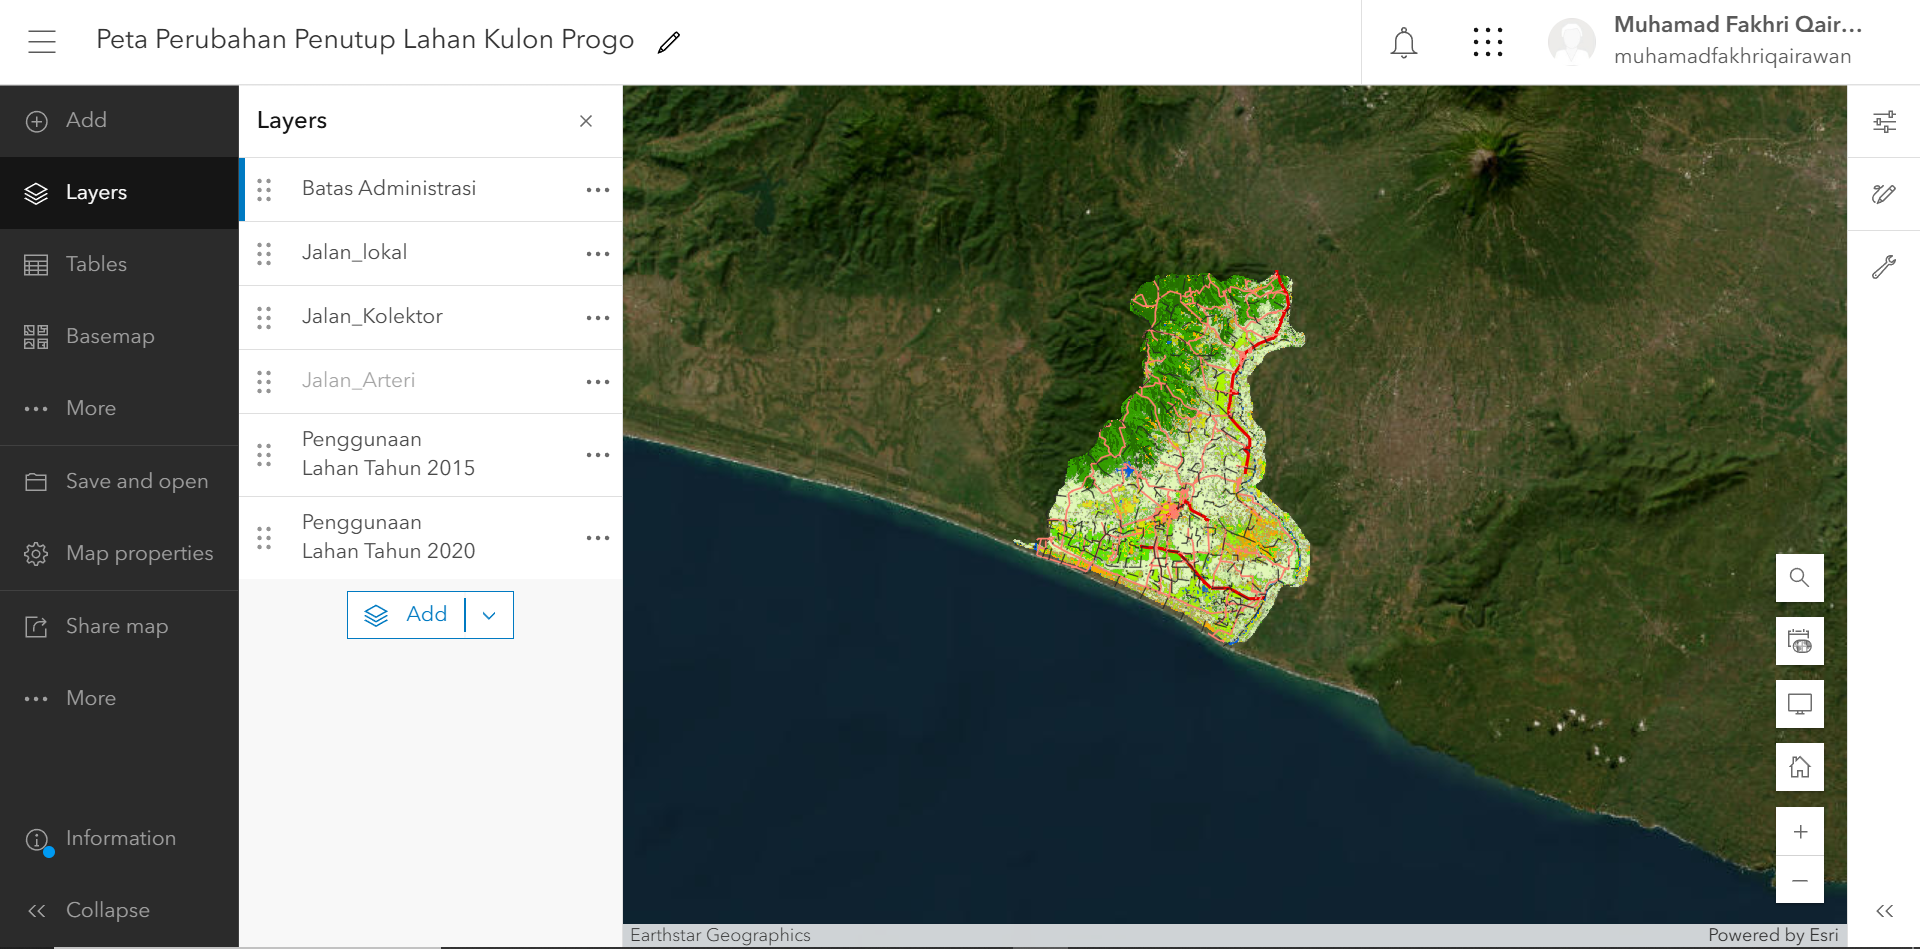 Peta Perubahan Penutup Lahan Kulon Progo
Muhamad Fakhri Qair...
muhamadfakhriqairawan
Add
Layers
Tables
Basemap
More
Save and open
Map properties
Share map
More
Information
Collapse
Layers
Batas Administrasi
Jalan_lokal
Jalan_Kolektor
Jalan_Arteri
Penggunaan
Lahan Tahun 2015
Penggunaan
Lahan Tahun 2020
Add
Earthstar Geographics
Powered by Esri